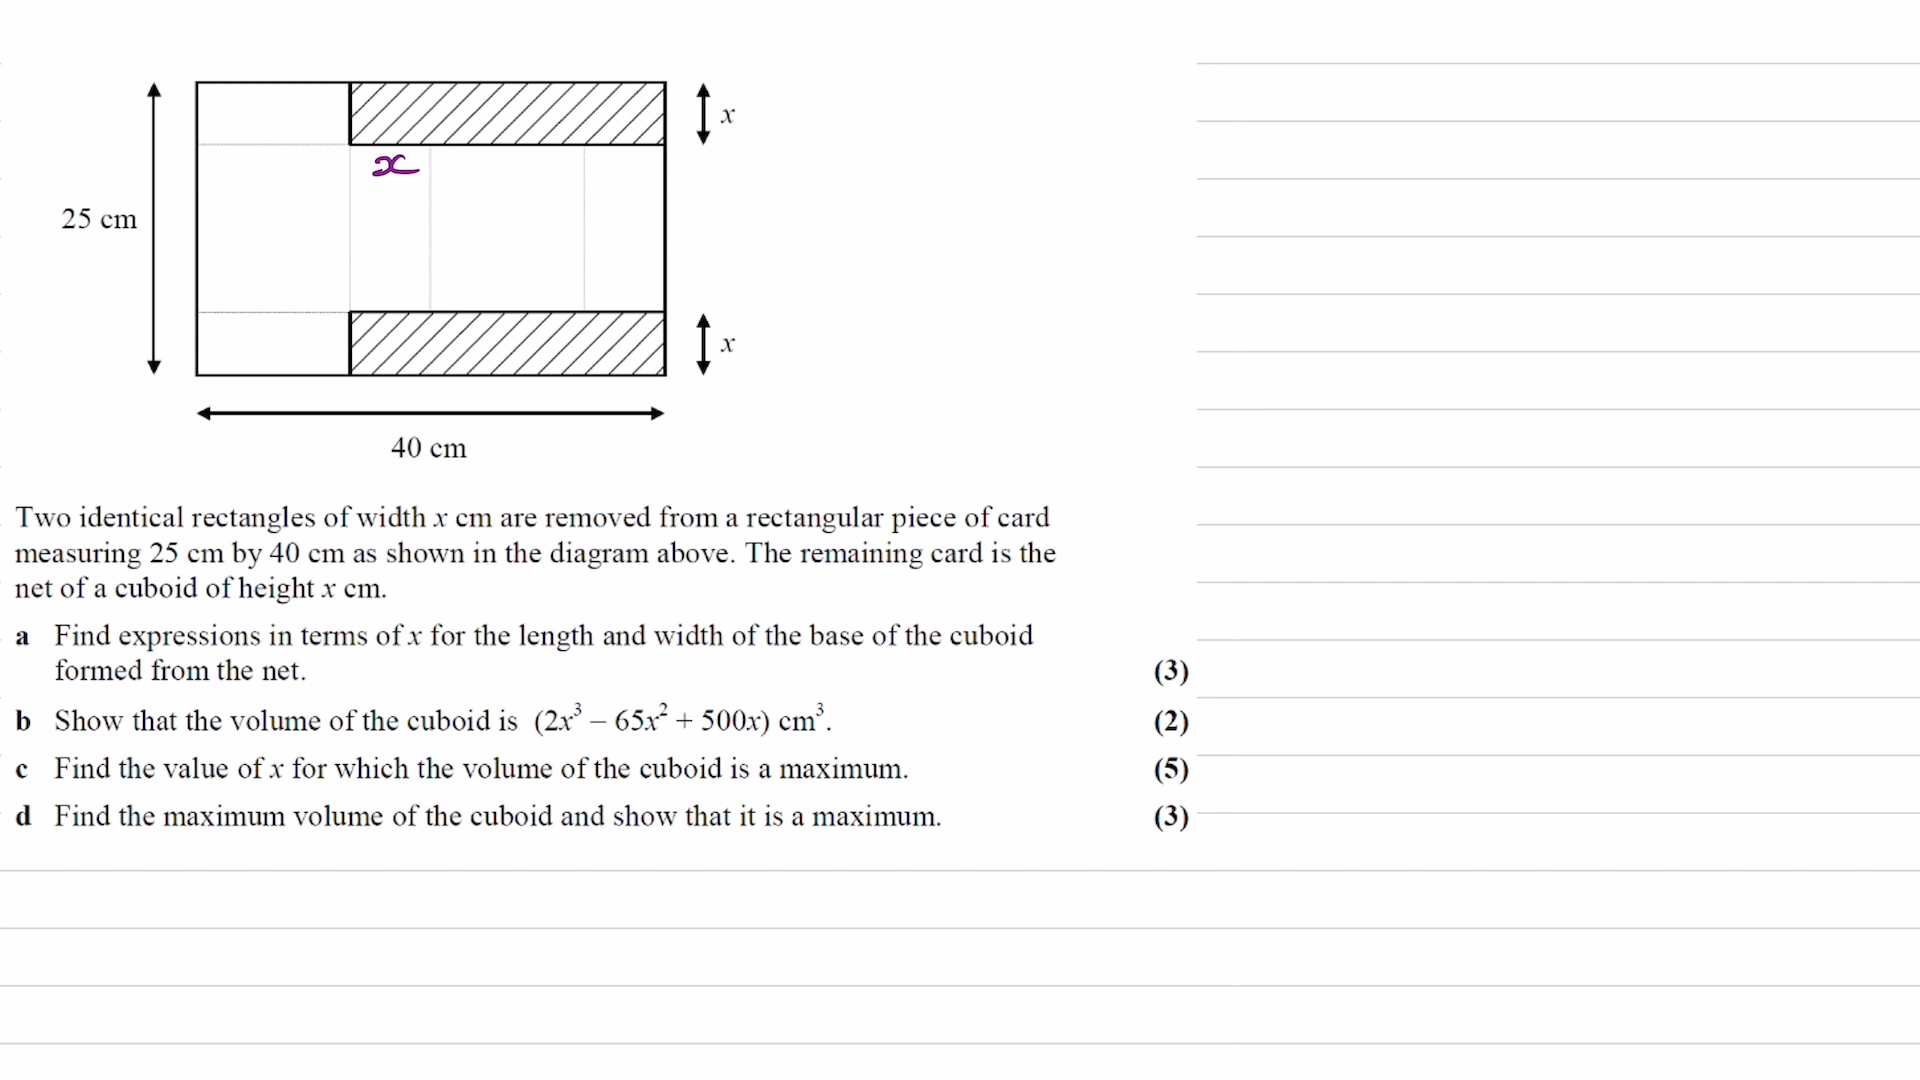 x
x
25 cm
x
40 cm
Two identical rectangles of width x cm are removed from a rectangular piece of card
measuring 25 cm by 40 cm as shown in the diagram above. The remaining card is the
net of a cuboid of height x cm.
a Find expressions in terms of x for the length and width of the base of the cuboid
formed from the net. (3)
b Show that the volume of the cuboid is (2x³ – 65x² + 500x) cm³. (2)
c Find the value of x for which the volume of the cuboid is a maximum. (5)
d Find the maximum volume of the cuboid and show that it is a maximum. (3)